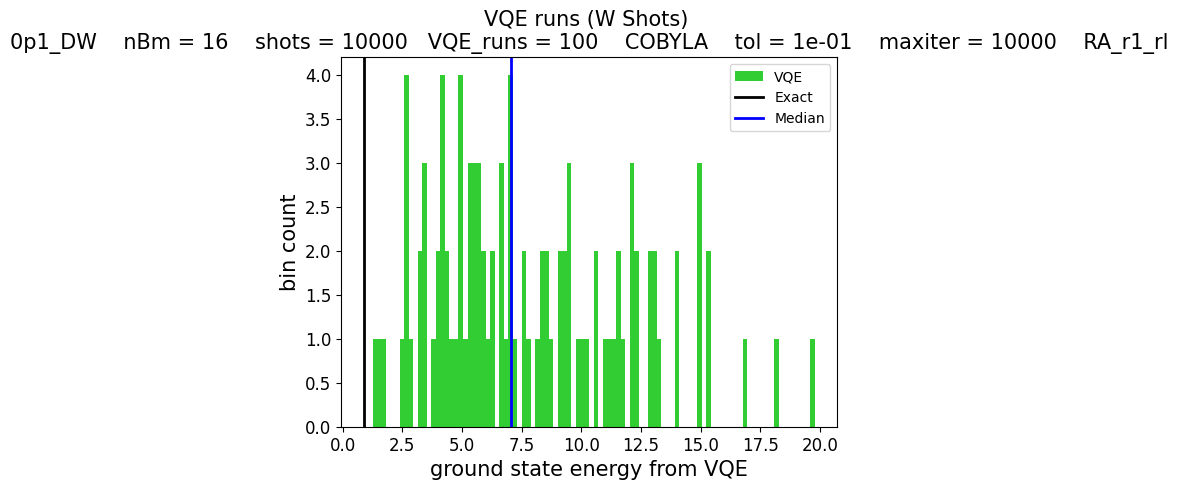 VQE runs (W Shots)
0p1_DW    nBm = 16    shots = 10000   VQE_runs = 100    COBYLA    tol = 1e-01    maxiter = 10000    RA_r1_rl
4.0
3.5
3.0
2.5
2.0
1.5
1.0
0.5
0.0
bin count
VQE
Exact
Median
0.0 2.5 5.0 7.5 10.0 12.5 15.0 17.5 20.0
ground state energy from VQE